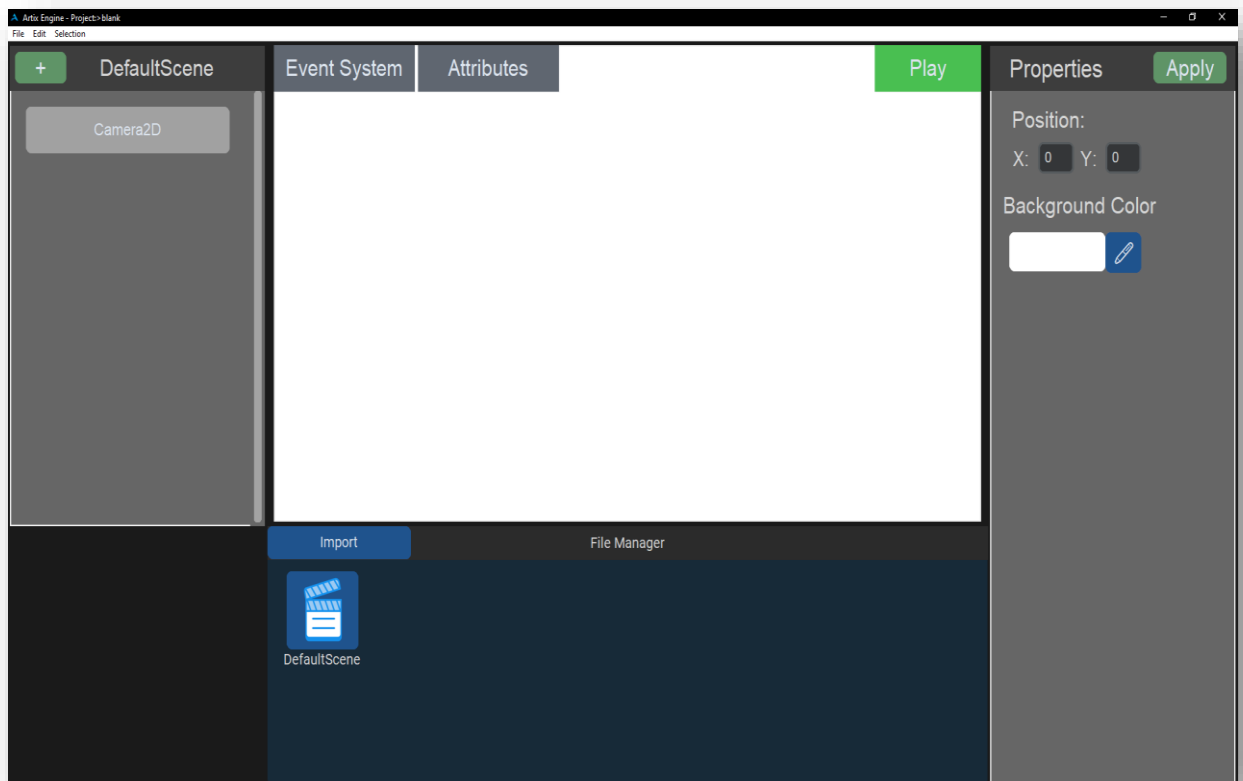 Artix Engine - Project:>blank
File Edit Selection
+ DefaultScene
Camera2D
Event System Attributes Play
Import File Manager
DefaultScene
Properties Apply
Position:
X: 0 Y: 0
Background Color